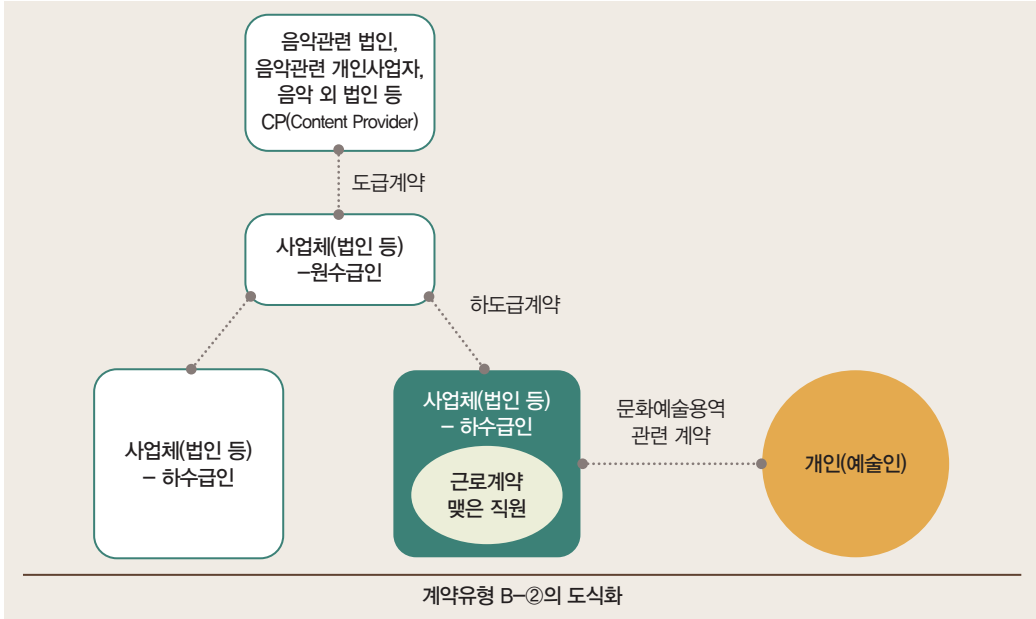 음악관련 법인,
음악관련 개인사업자,
음악 외 법인 등
CP(Content Provider)
도급계약
사업체(법인 등)
–원수급인
하도급계약
사업체(법인 등)
– 하수급인
사업체(법인 등)
– 하수급인
근로계약
맺은 직원
문화예술용역
관련 계약
개인(예술인)
계약유형 B–②의 도식화